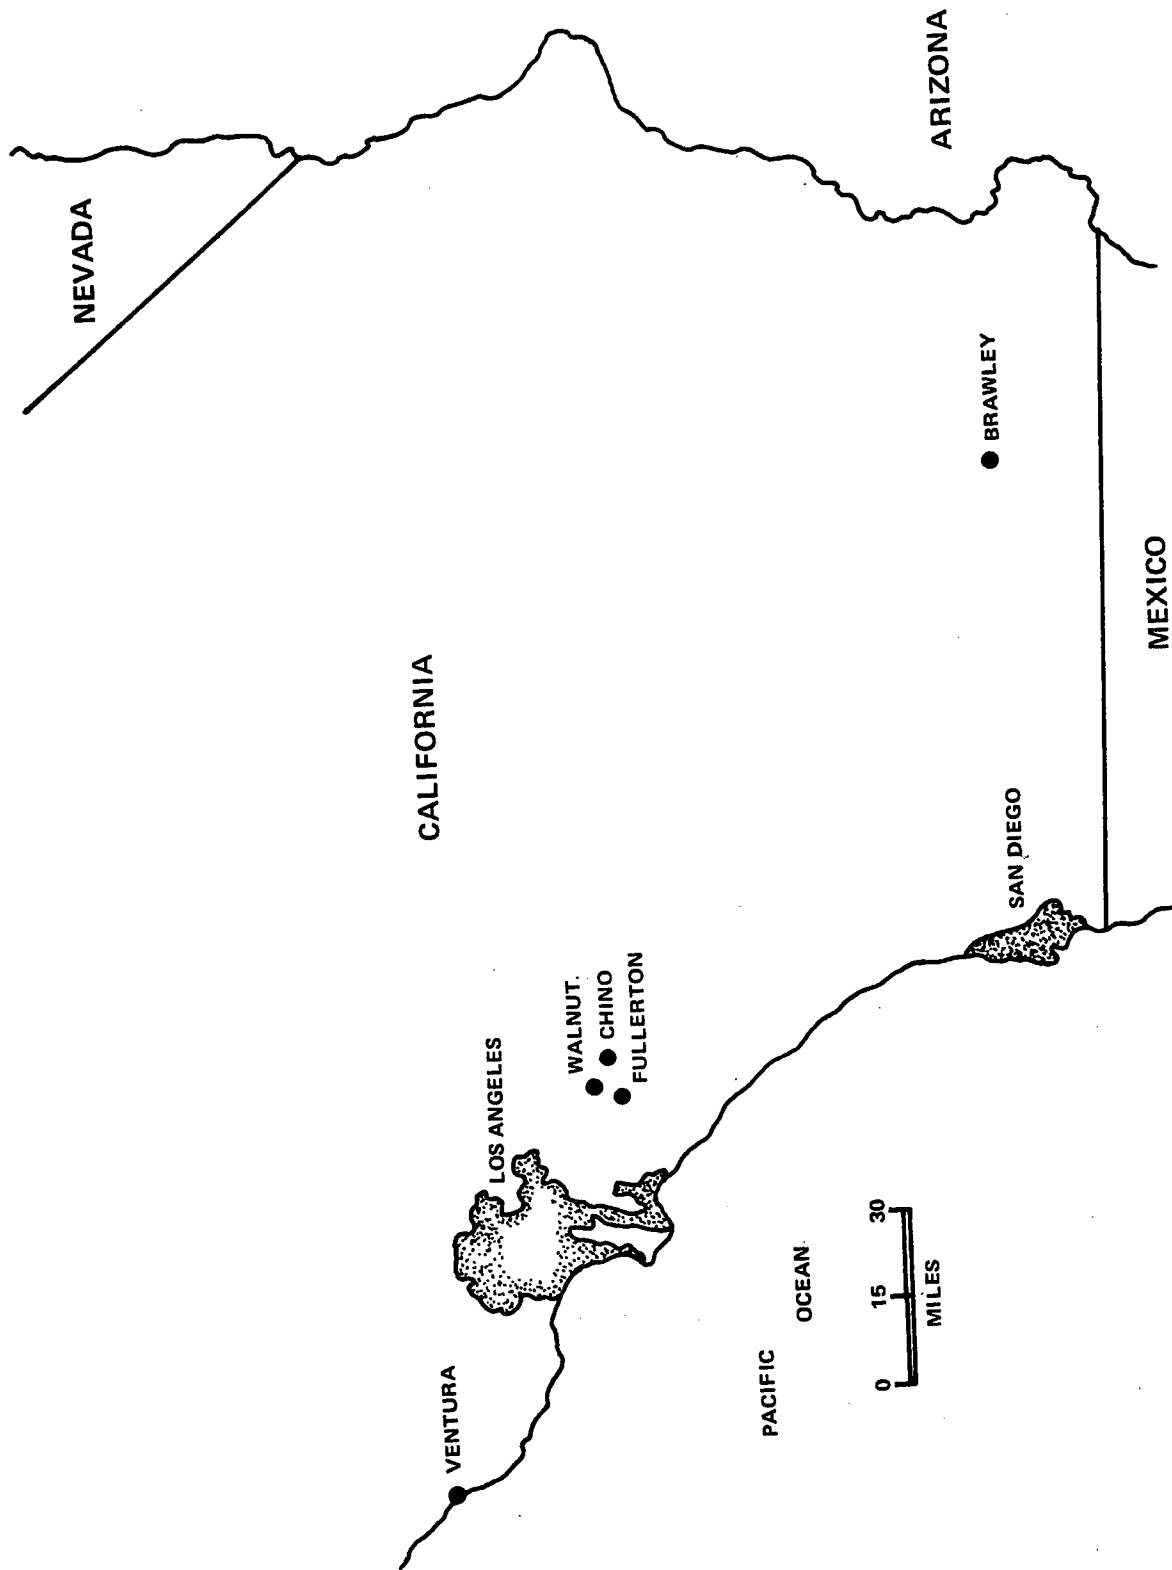 NEVADA
CALIFORNIA
ARIZONA
VENTURA
LOS ANGELES
WALNUT.
CHINO
FULLERTON
PACIFIC
OCEAN
0 15 30
MILES
SAN DIEGO
BRAWLEY
MEXICO